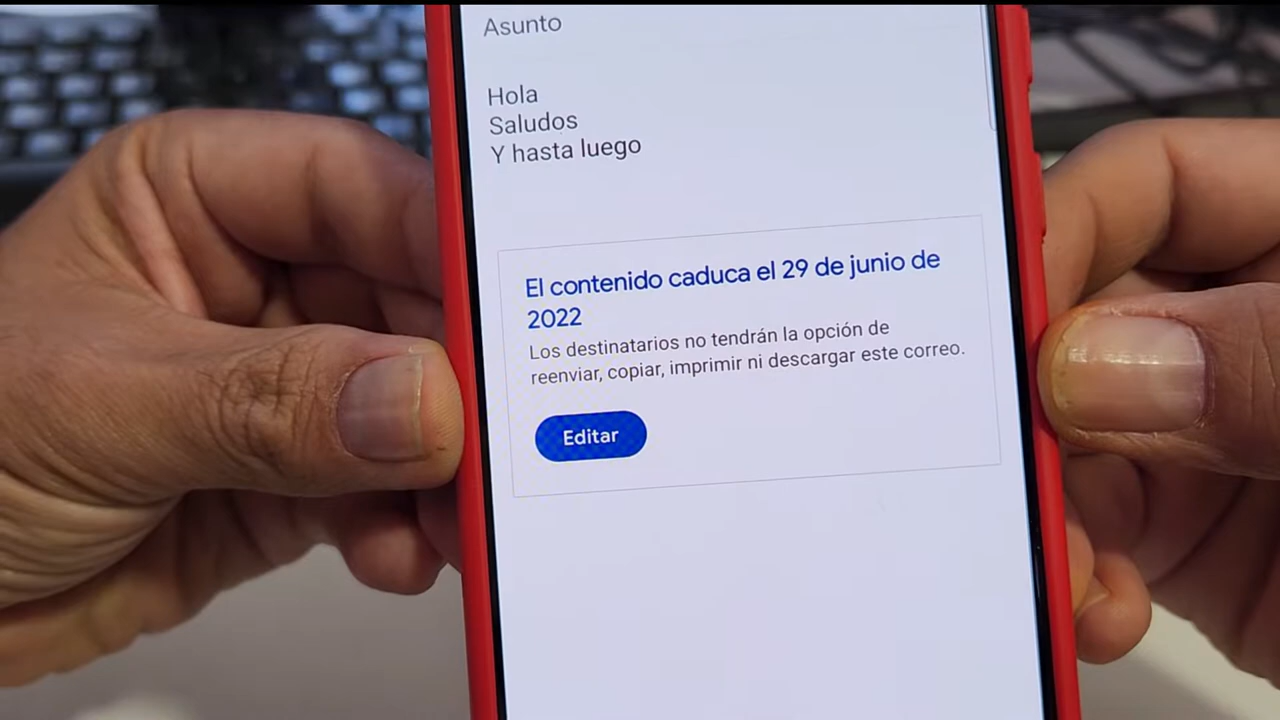 Asunto
Hola
Saludos
Y hasta luego
El contenido caduca el 29 de junio de
2022
Los destinatarios no tendrán la opción de
reenviar, copiar, imprimir ni descargar este correo.
Editar